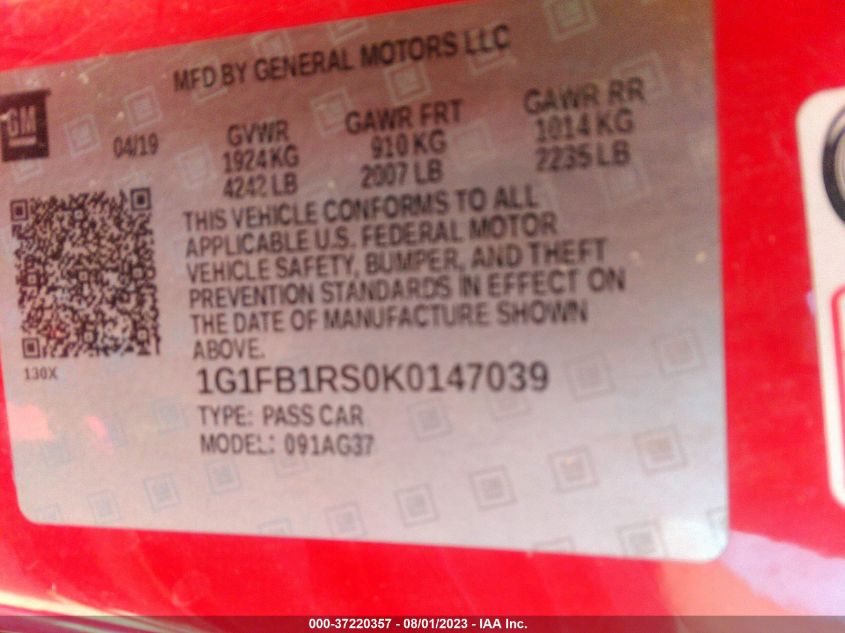 MFD BY GENERAL MOTORS LLC
GM
04/19
GVWR
1924 KG
4242 LB
GAWR FRT
910 KG
2007 LB
GAWR RR
1014 KG
2235 LB
THIS VEHICLE CONFORMS TO ALL
APPLICABLE U.S. FEDERAL MOTOR
VEHICLE SAFETY, BUMPER, AND THEFT
PREVENTION STANDARDS IN EFFECT ON
THE DATE OF MANUFACTURE SHOWN
ABOVE.
130X
1G1FB1RS0K0147039
TYPE: PASS CAR
MODEL: 091AG37
000-37220357 - 08/01/2023 - IAA Inc.